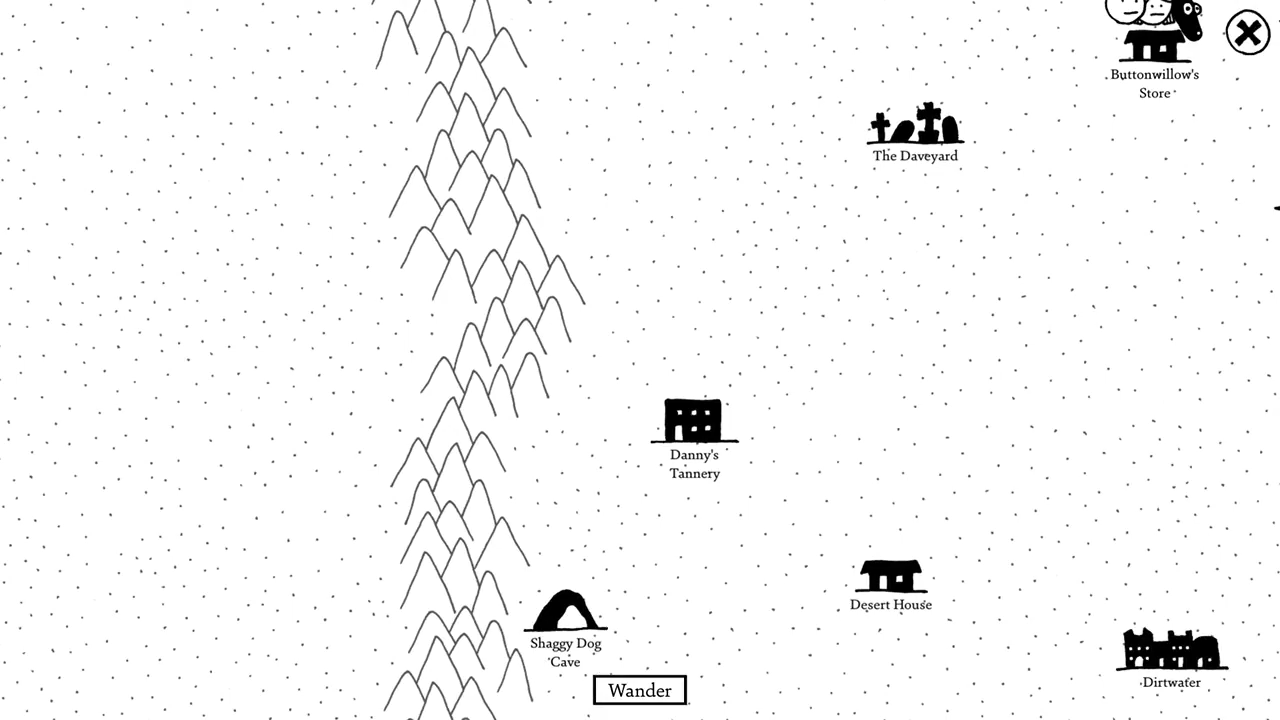 Buttonwillow's
Store
The Daveyard
Danny's
Tannery
Desert House
Shaggy Dog
Cave
Dirtwater
Wander